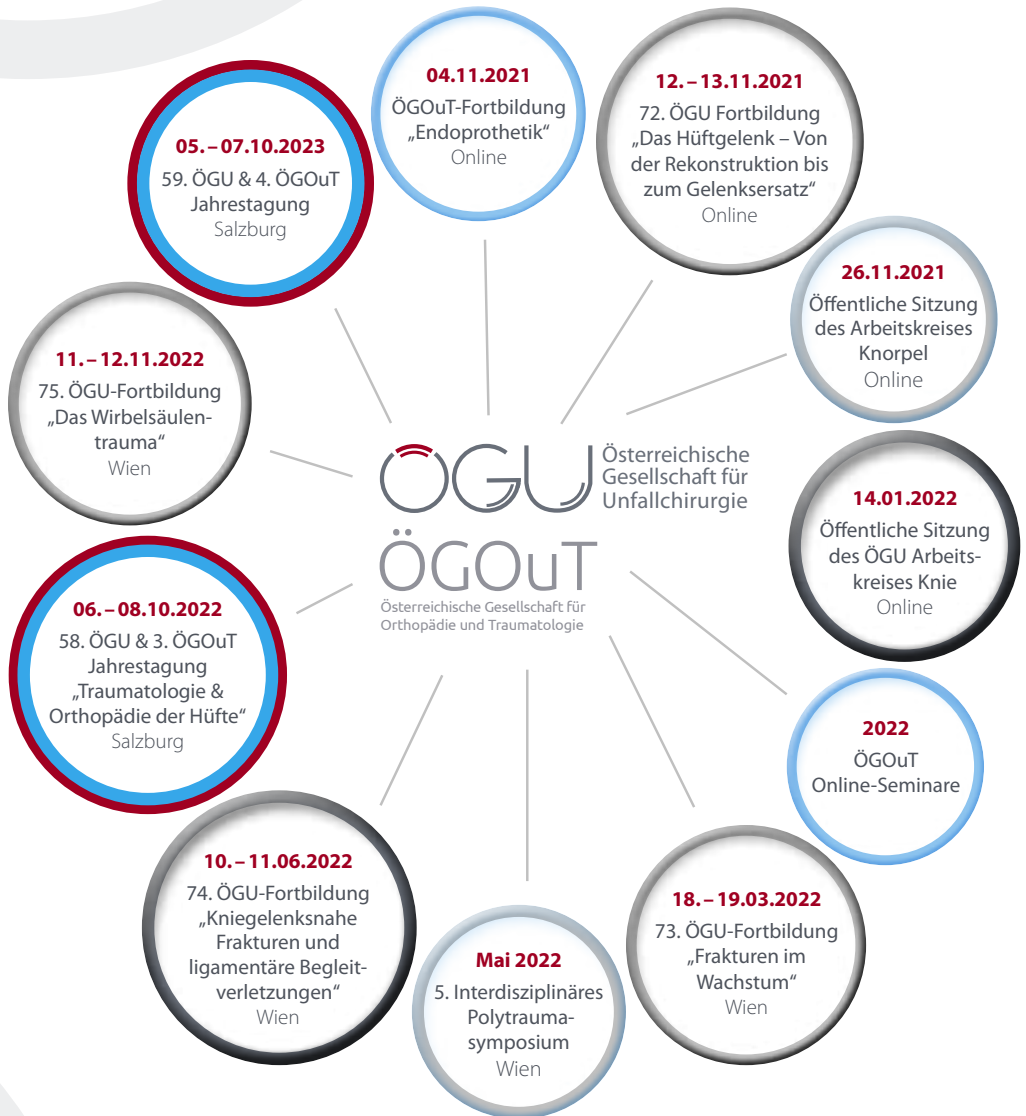 04.11.2021
ÖGOuT-Fortbildung
„Endoprothetik“
Online
12. – 13.11.2021
72. ÖGU Fortbildung
„Das Hüftgelenk – Von
der Rekonstruktion bis
zum Gelenksersatz“
Online
26.11.2021
Öffentliche Sitzung
des Arbeitskreises
Knorpel
Online
14.01.2022
Öffentliche Sitzung
des ÖGU Arbeits-
kreises Knie
Online
2022
ÖGOuT
Online-Seminare
18. – 19.03.2022
73. ÖGU-Fortbildung
„Frakturen im
Wachstum“
Wien
Mai 2022
5. Interdisziplinäres
Polytrauma-
symposium
Wien
10. – 11.06.2022
74. ÖGU-Fortbildung
„Kniegelenksnahe
Frakturen und
ligamentäre Begleit-
verletzungen“
Wien
06. – 08.10.2022
58. ÖGU & 3. ÖGOuT
Jahrestagung
„Traumatologie &
Orthopädie der Hüfte“
Salzburg
11. – 12.11.2022
75. ÖGU-Fortbildung
„Das Wirbelsäulen-
trauma“
Wien
05. – 07.10.2023
59. ÖGU & 4. ÖGOuT
Jahrestagung
Salzburg
ÖGU
Österreichische
Gesellschaft für
Unfallchirurgie
ÖGOuT
Österreichische Gesellschaft für
Orthopädie und Traumatologie